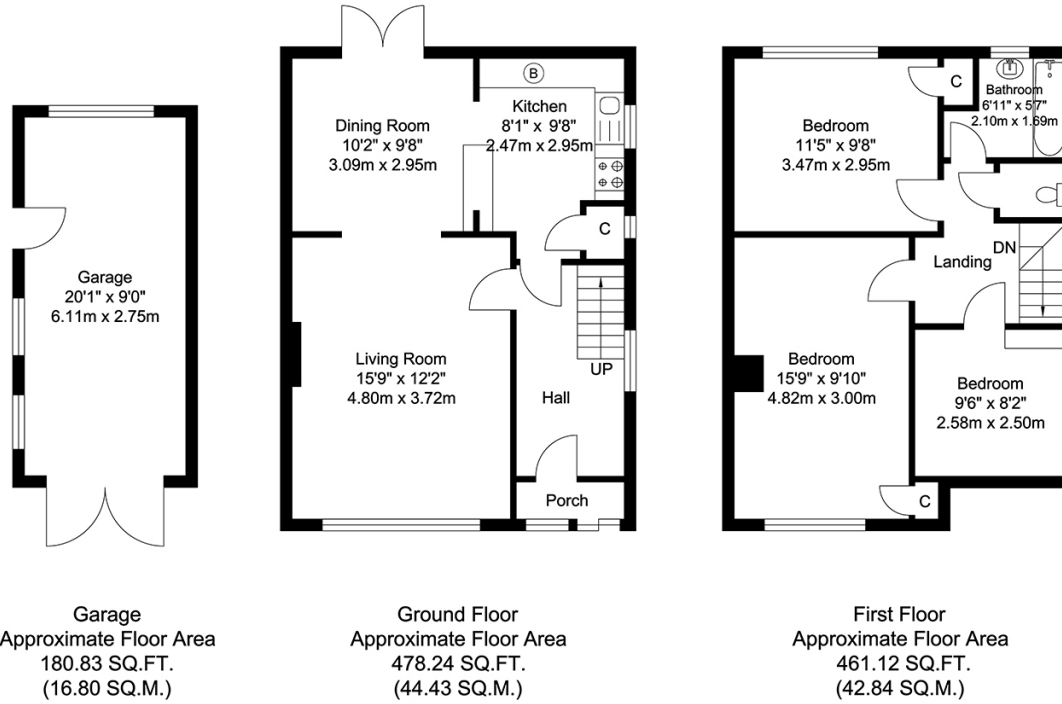 Garage
20'1" x 9'0"
6.11m x 2.75m
B
Dining Room
10'2" x 9'8"
3.09m x 2.95m
Kitchen
8'1" x 9'8"
2.47m x 2.95m
C
Living Room
15'9" x 12'2"
4.80m x 3.72m
UP
Hall
Porch
C
Bathroom
6'11" x 5'7"
2.10m x 1.69m
Bedroom
11'5" x 9'8"
3.47m x 2.95m
DN
Landing
Bedroom
15'9" x 9'10"
4.82m x 3.00m
Bedroom
9'6" x 8'2"
2.58m x 2.50m
C
Garage
Approximate Floor Area
180.83 SQ.FT.
(16.80 SQ.M.)
Ground Floor
Approximate Floor Area
478.24 SQ.FT.
(44.43 SQ.M.)
First Floor
Approximate Floor Area
461.12 SQ.FT.
(42.84 SQ.M.)